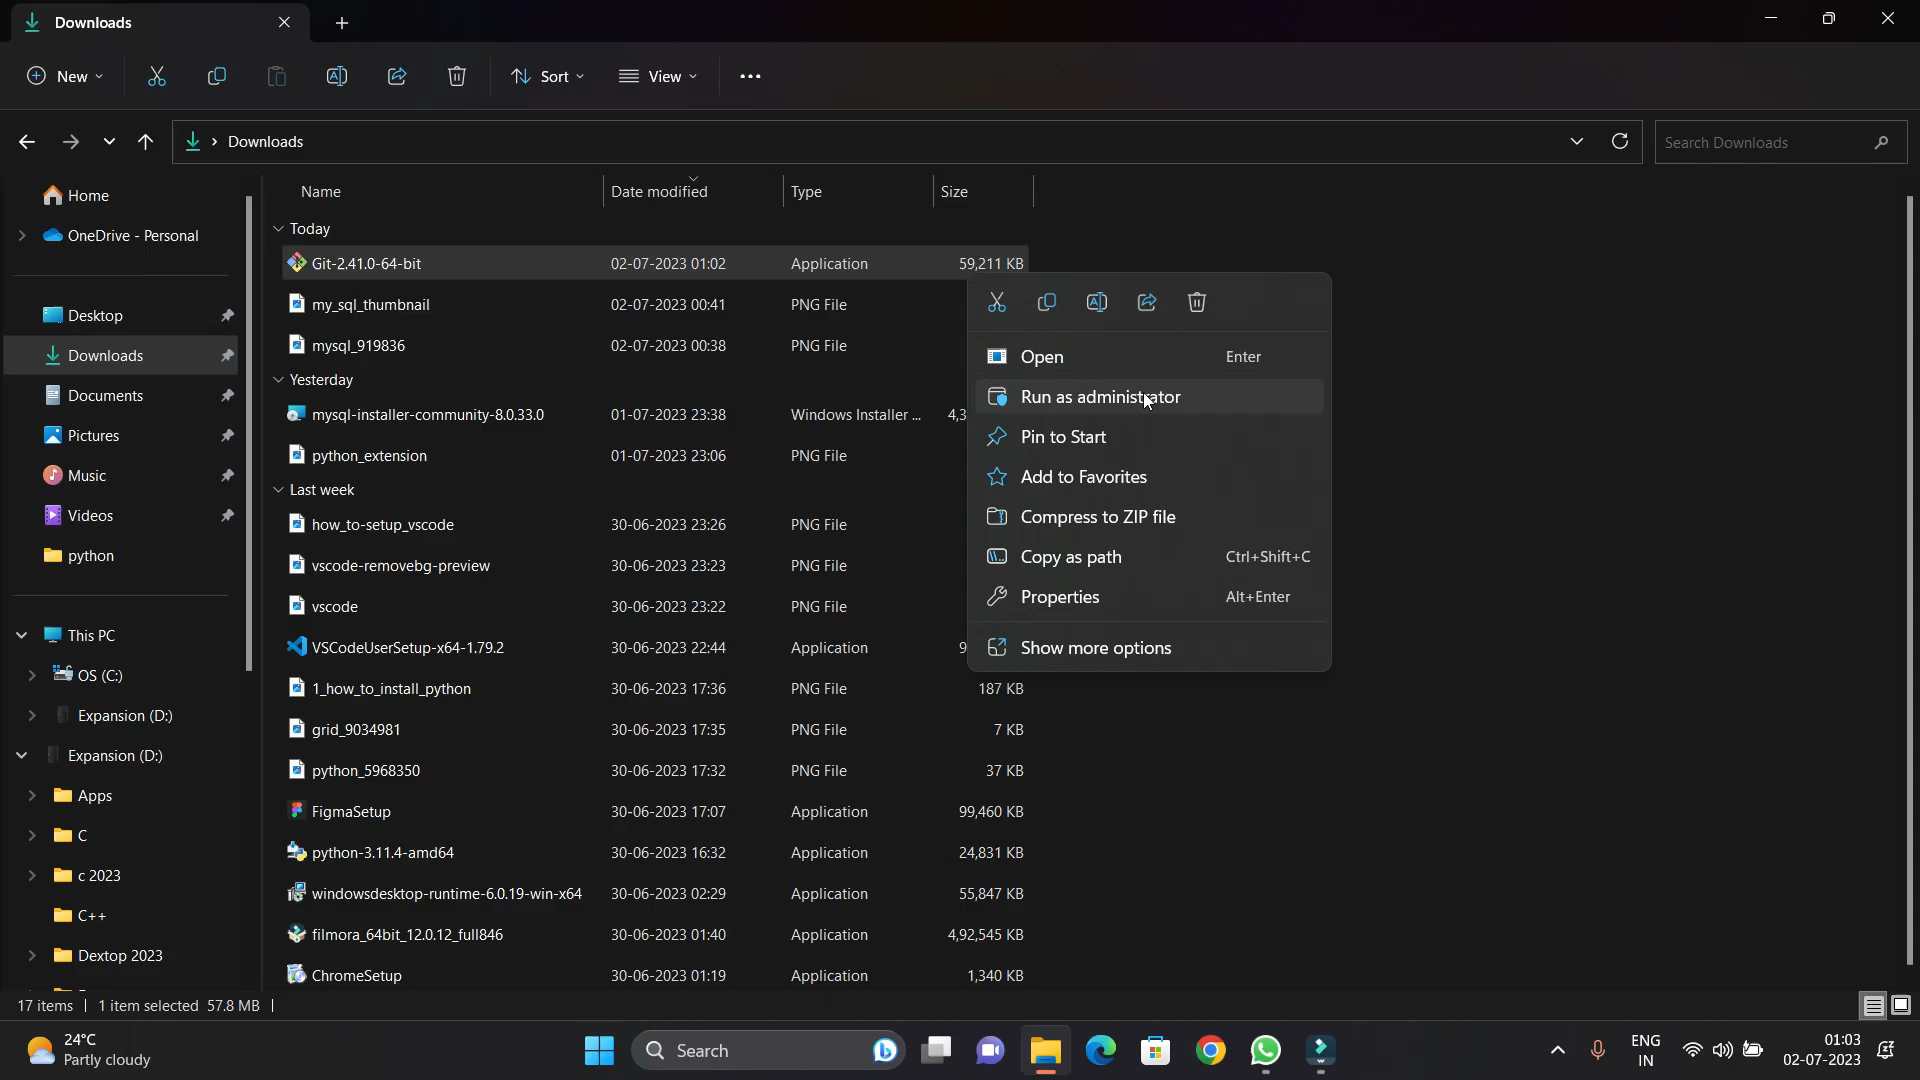 Downloads
New
Sort
View
Downloads
Search Downloads
Home
OneDrive - Personal
Desktop
Downloads
Documents
Pictures
Music
Videos
python
This PC
OS (C:)
Expansion (D:)
Expansion (D:)
Apps
C
c 2023
C++
Dextop 2023
Name Date modified Type Size
Today
Git-2.41.0-64-bit 02-07-2023 01:02 Application 59,211 KB
my_sql_thumbnail 02-07-2023 00:41 PNG File
mysql_919836 02-07-2023 00:38 PNG File
Yesterday
mysql-installer-community-8.0.33.0 01-07-2023 23:38 Windows Installer ... 4,3
python_extension 01-07-2023 23:06 PNG File
Last week
how_to-setup_vscode 30-06-2023 23:26 PNG File
vscode-removebg-preview 30-06-2023 23:23 PNG File
vscode 30-06-2023 23:22 PNG File
VSCodeUserSetup-x64-1.79.2 30-06-2023 22:44 Application 9
1_how_to_install_python 30-06-2023 17:36 PNG File 187 KB
grid_9034981 30-06-2023 17:35 PNG File 7 KB
python_5968350 30-06-2023 17:32 PNG File 37 KB
FigmaSetup 30-06-2023 17:07 Application 99,460 KB
python-3.11.4-amd64 30-06-2023 16:32 Application 24,831 KB
windowsdesktop-runtime-6.0.19-win-x64 30-06-2023 02:29 Application 55,847 KB
filmora_64bit_12.0.12_full846 30-06-2023 01:40 Application 4,92,545 KB
ChromeSetup 30-06-2023 01:19 Application 1,340 KB
Open Enter
Run as administrator
Pin to Start
Add to Favorites
Compress to ZIP file
Copy as path Ctrl+Shift+C
Properties Alt+Enter
Show more options
17 items 1 item selected 57.8 MB
24°C
Partly cloudy
Search
ENG
IN
01:03
02-07-2023